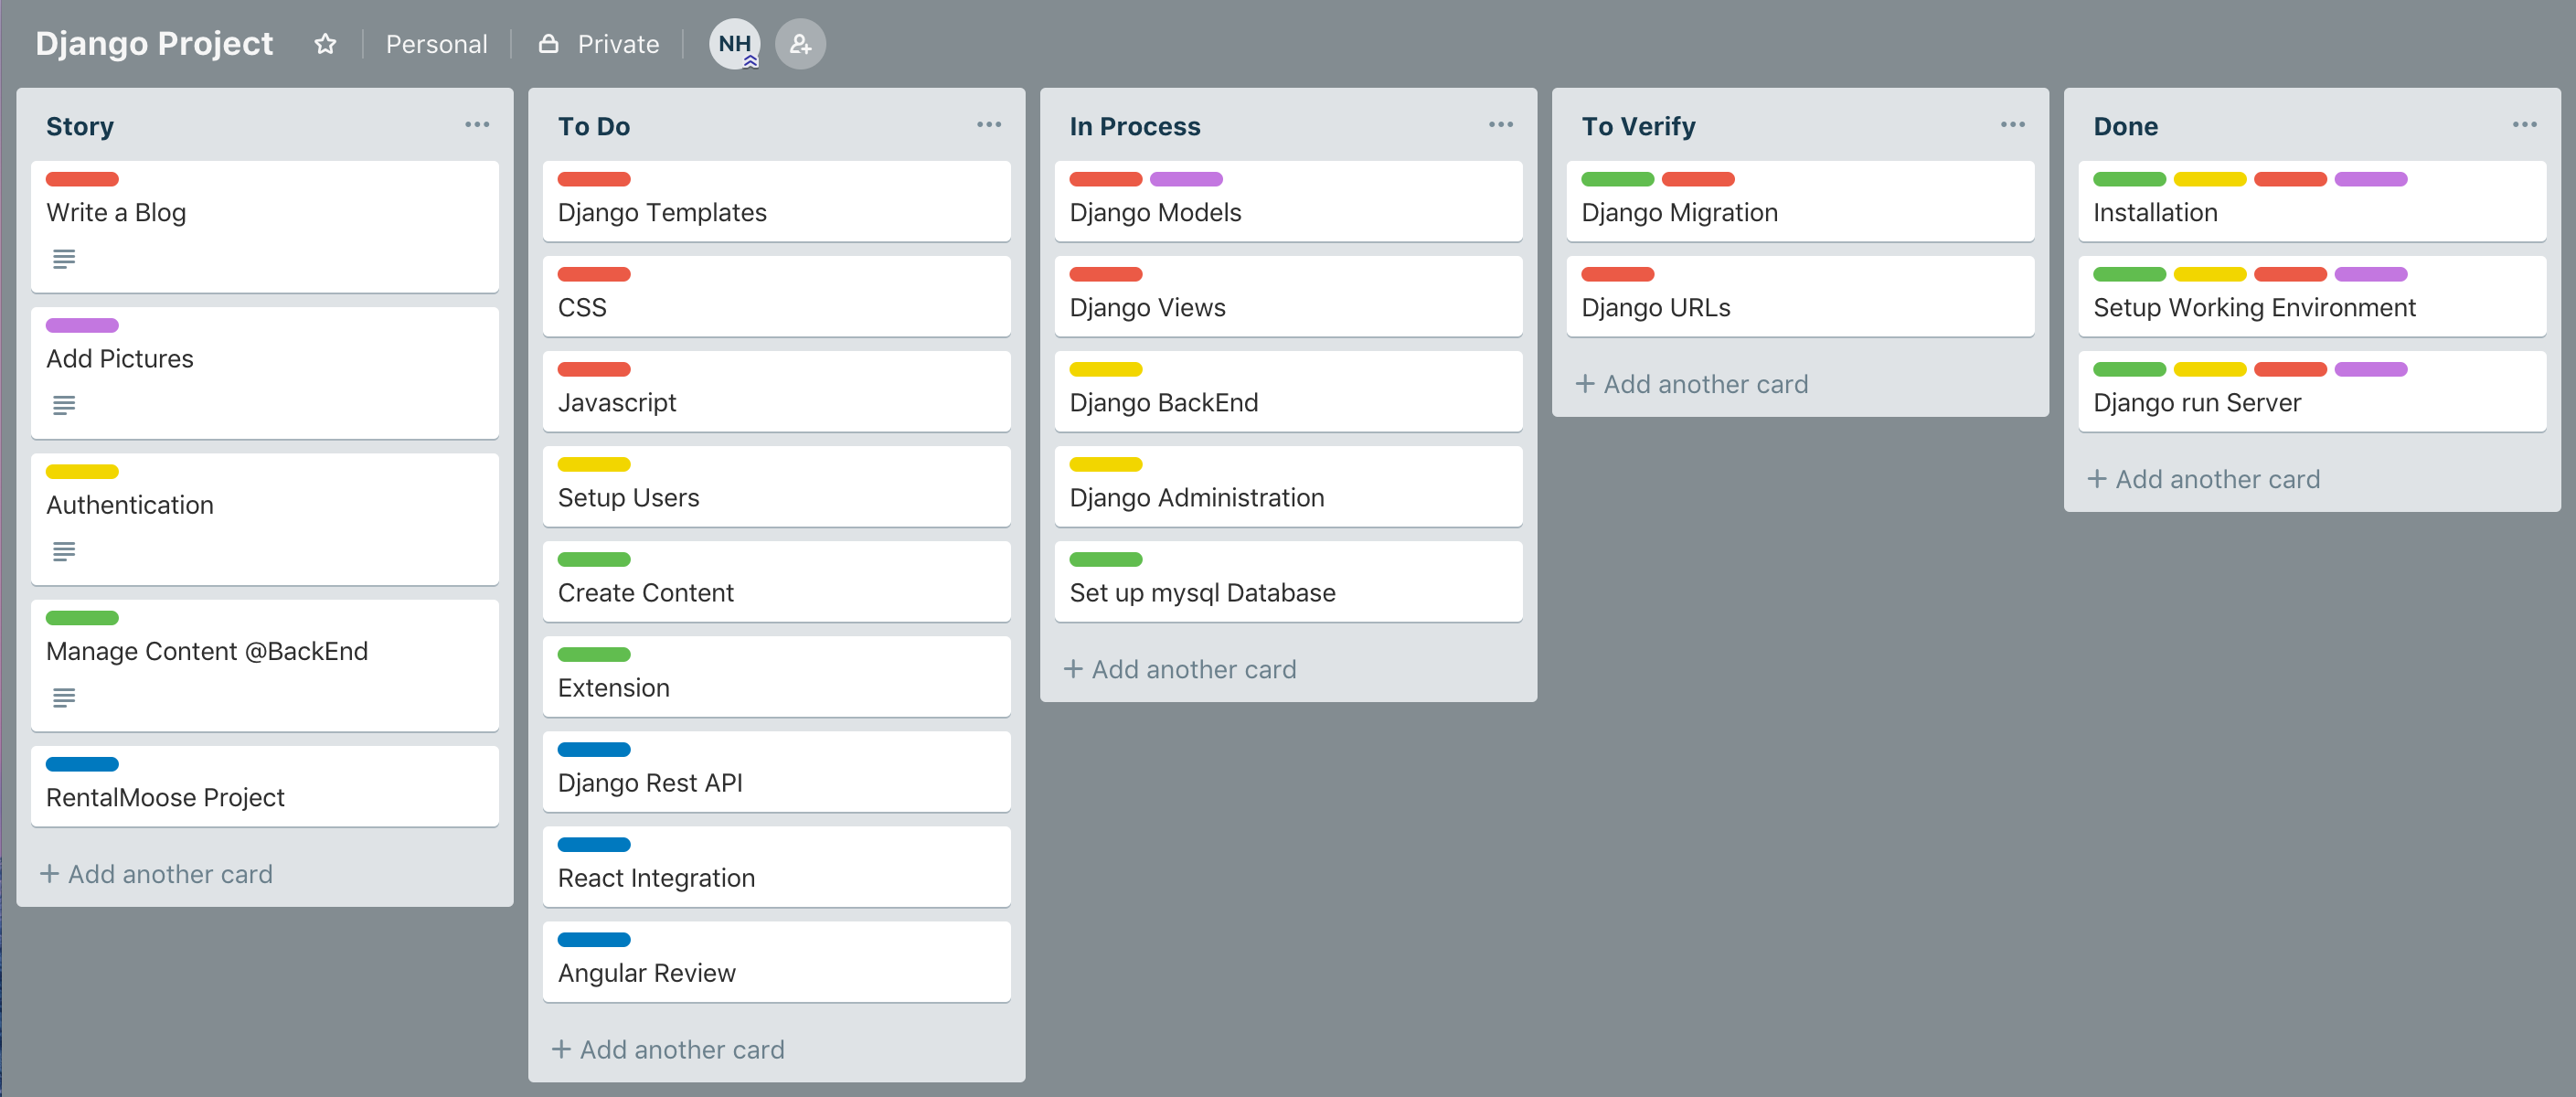 Django Project Personal Private NH
Story
Write a Blog
Add Pictures
Authentication
Manage Content @BackEnd
RentalMoose Project
+ Add another card
To Do
Django Templates
CSS
Javascript
Setup Users
Create Content
Extension
Django Rest API
React Integration
Angular Review
+ Add another card
In Process
Django Models
Django Views
Django BackEnd
Django Administration
Set up mysql Database
+ Add another card
To Verify
Django Migration
Django URLs
+ Add another card
Done
Installation
Setup Working Environment
Django run Server
+ Add another card